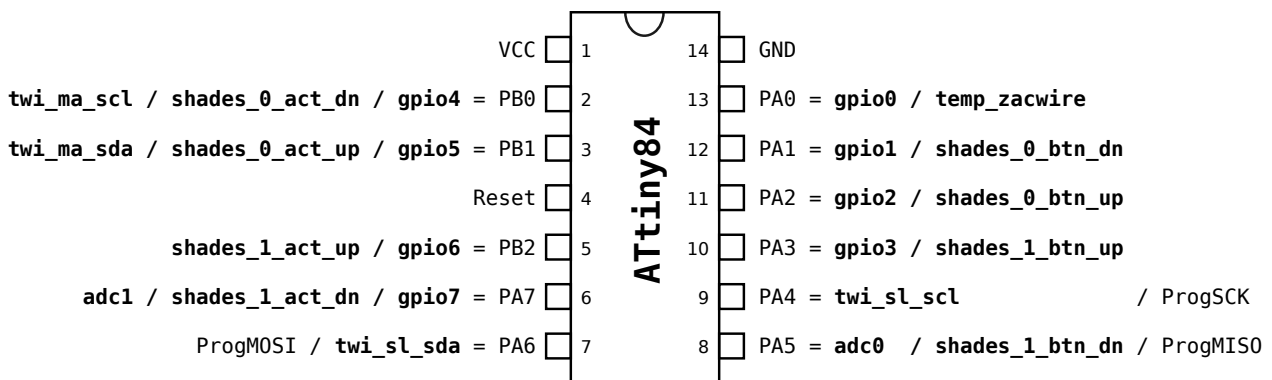 VCC 1 14 GND
twi_ma_scl / shades_0_act_dn / gpio4 = PB0 2 13 PA0 = gpio0 / temp_zacwire
twi_ma_sda / shades_0_act_up / gpio5 = PB1 3 12 PA1 = gpio1 / shades_0_btn_dn
Reset 4 11 PA2 = gpio2 / shades_0_btn_up
shades_1_act_up / gpio6 = PB2 5 10 PA3 = gpio3 / shades_1_btn_up
adc1 / shades_1_act_dn / gpio7 = PA7 6 9 PA4 = twi_sl_scl / ProgSCK
ProgMOSI / twi_sl_sda = PA6 7 8 PA5 = adc0 / shades_1_btn_dn / ProgMISO
ATtiny84